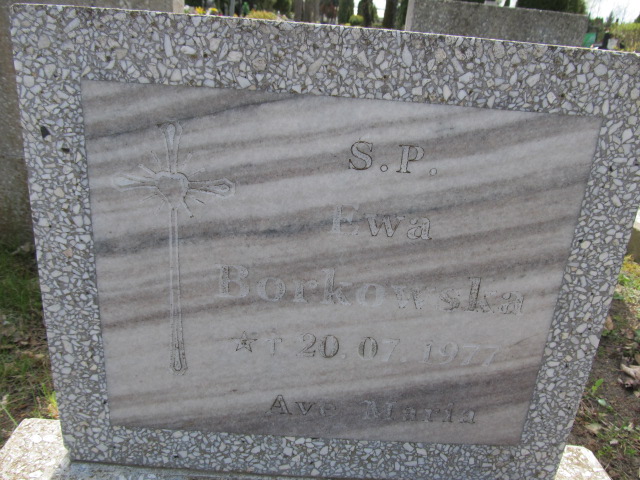 S.P.
Ewa
Borkowska
☆ † 20.07.1977
Ave Maria